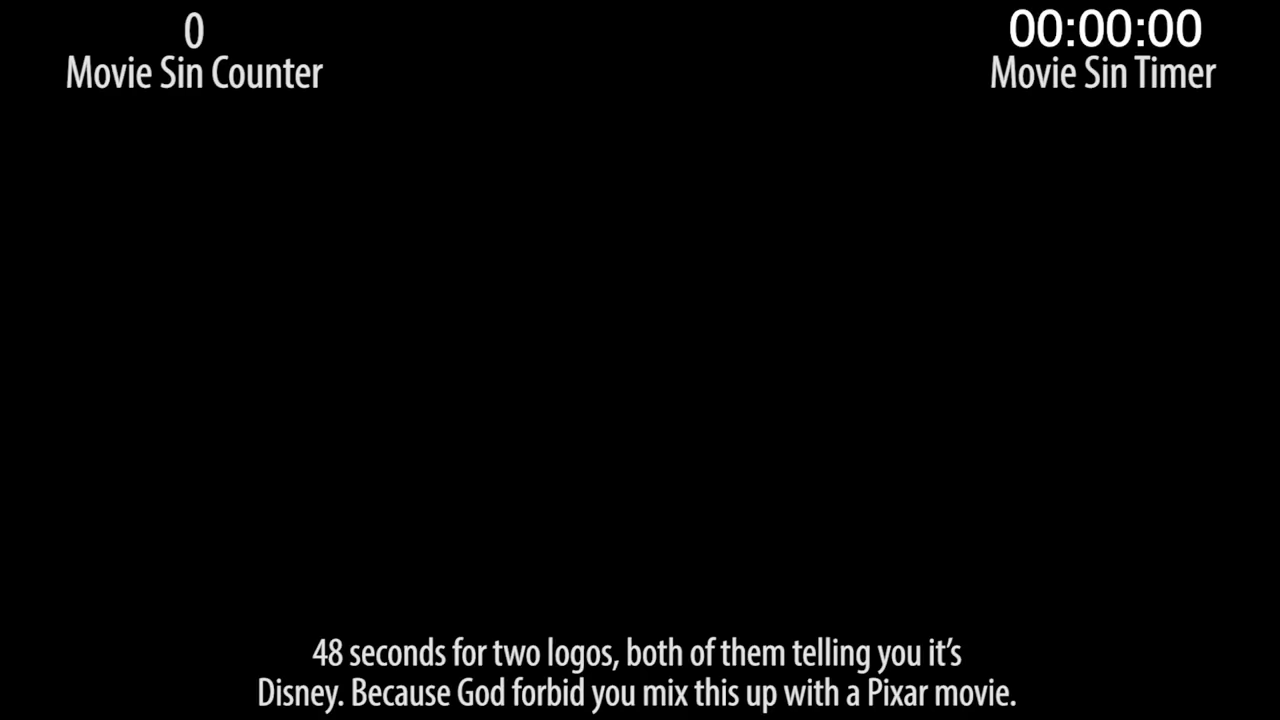 0
Movie Sin Counter
00:00:00
Movie Sin Timer
48 seconds for two logos, both of them telling you it’s
Disney. Because God forbid you mix this up with a Pixar movie.